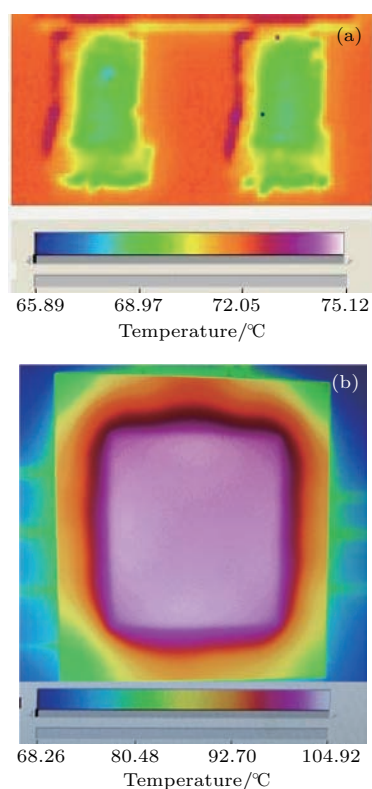 (a)
65.89 68.97 72.05 75.12
Temperature/℃
(b)
68.26 80.48 92.70 104.92
Temperature/℃